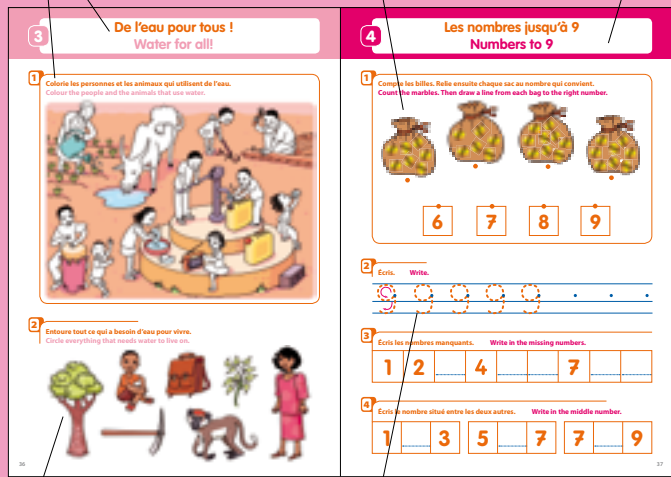 3
De l'eau pour tous !
Water for all!
1
Colorie les personnes et les animaux qui utilisent de l'eau.
Colour the people and the animals that use water.
2
Entoure tout ce qui a besoin d'eau pour vivre.
Circle everything that needs water to live on.
36
4
Les nombres jusqu'à 9
Numbers to 9
1
Compte les billes. Relie ensuite chaque sac au nombre qui convient.
Count the marbles. Then draw a line from each bag to the right number.
6 7 8 9
2
Écris. Write.
9 9 9 9 9
3
Écris les nombres manquants. Write in the missing numbers.
1 2 4 7
4
Écris le nombre situé entre les deux autres. Write in the middle number.
1 3 5 7 7 9
37